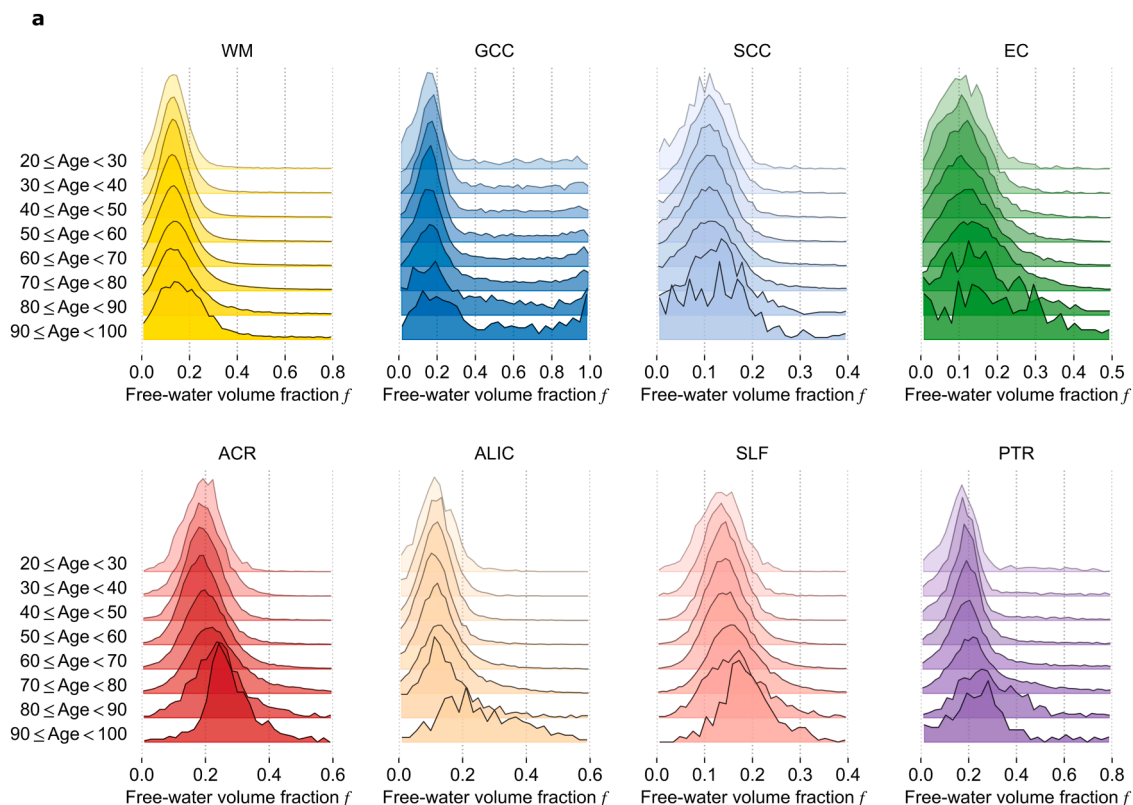 a
WM GCC SCC EC
20 ≤ Age < 30
30 ≤ Age < 40
40 ≤ Age < 50
50 ≤ Age < 60
60 ≤ Age < 70
70 ≤ Age < 80
80 ≤ Age < 90
90 ≤ Age < 100
0.0 0.2 0.4 0.6 0.8 0.0 0.2 0.4 0.6 0.8 1.0 0.0 0.1 0.2 0.3 0.4 0.0 0.1 0.2 0.3 0.4 0.5
Free-water volume fraction f Free-water volume fraction f Free-water volume fraction f Free-water volume fraction f
ACR ALIC SLF PTR
20 ≤ Age < 30
30 ≤ Age < 40
40 ≤ Age < 50
50 ≤ Age < 60
60 ≤ Age < 70
70 ≤ Age < 80
80 ≤ Age < 90
90 ≤ Age < 100
0.0 0.2 0.4 0.6 0.0 0.2 0.4 0.6 0.0 0.1 0.2 0.3 0.4 0.0 0.2 0.4 0.6 0.8
Free-water volume fraction f Free-water volume fraction f Free-water volume fraction f Free-water volume fraction f